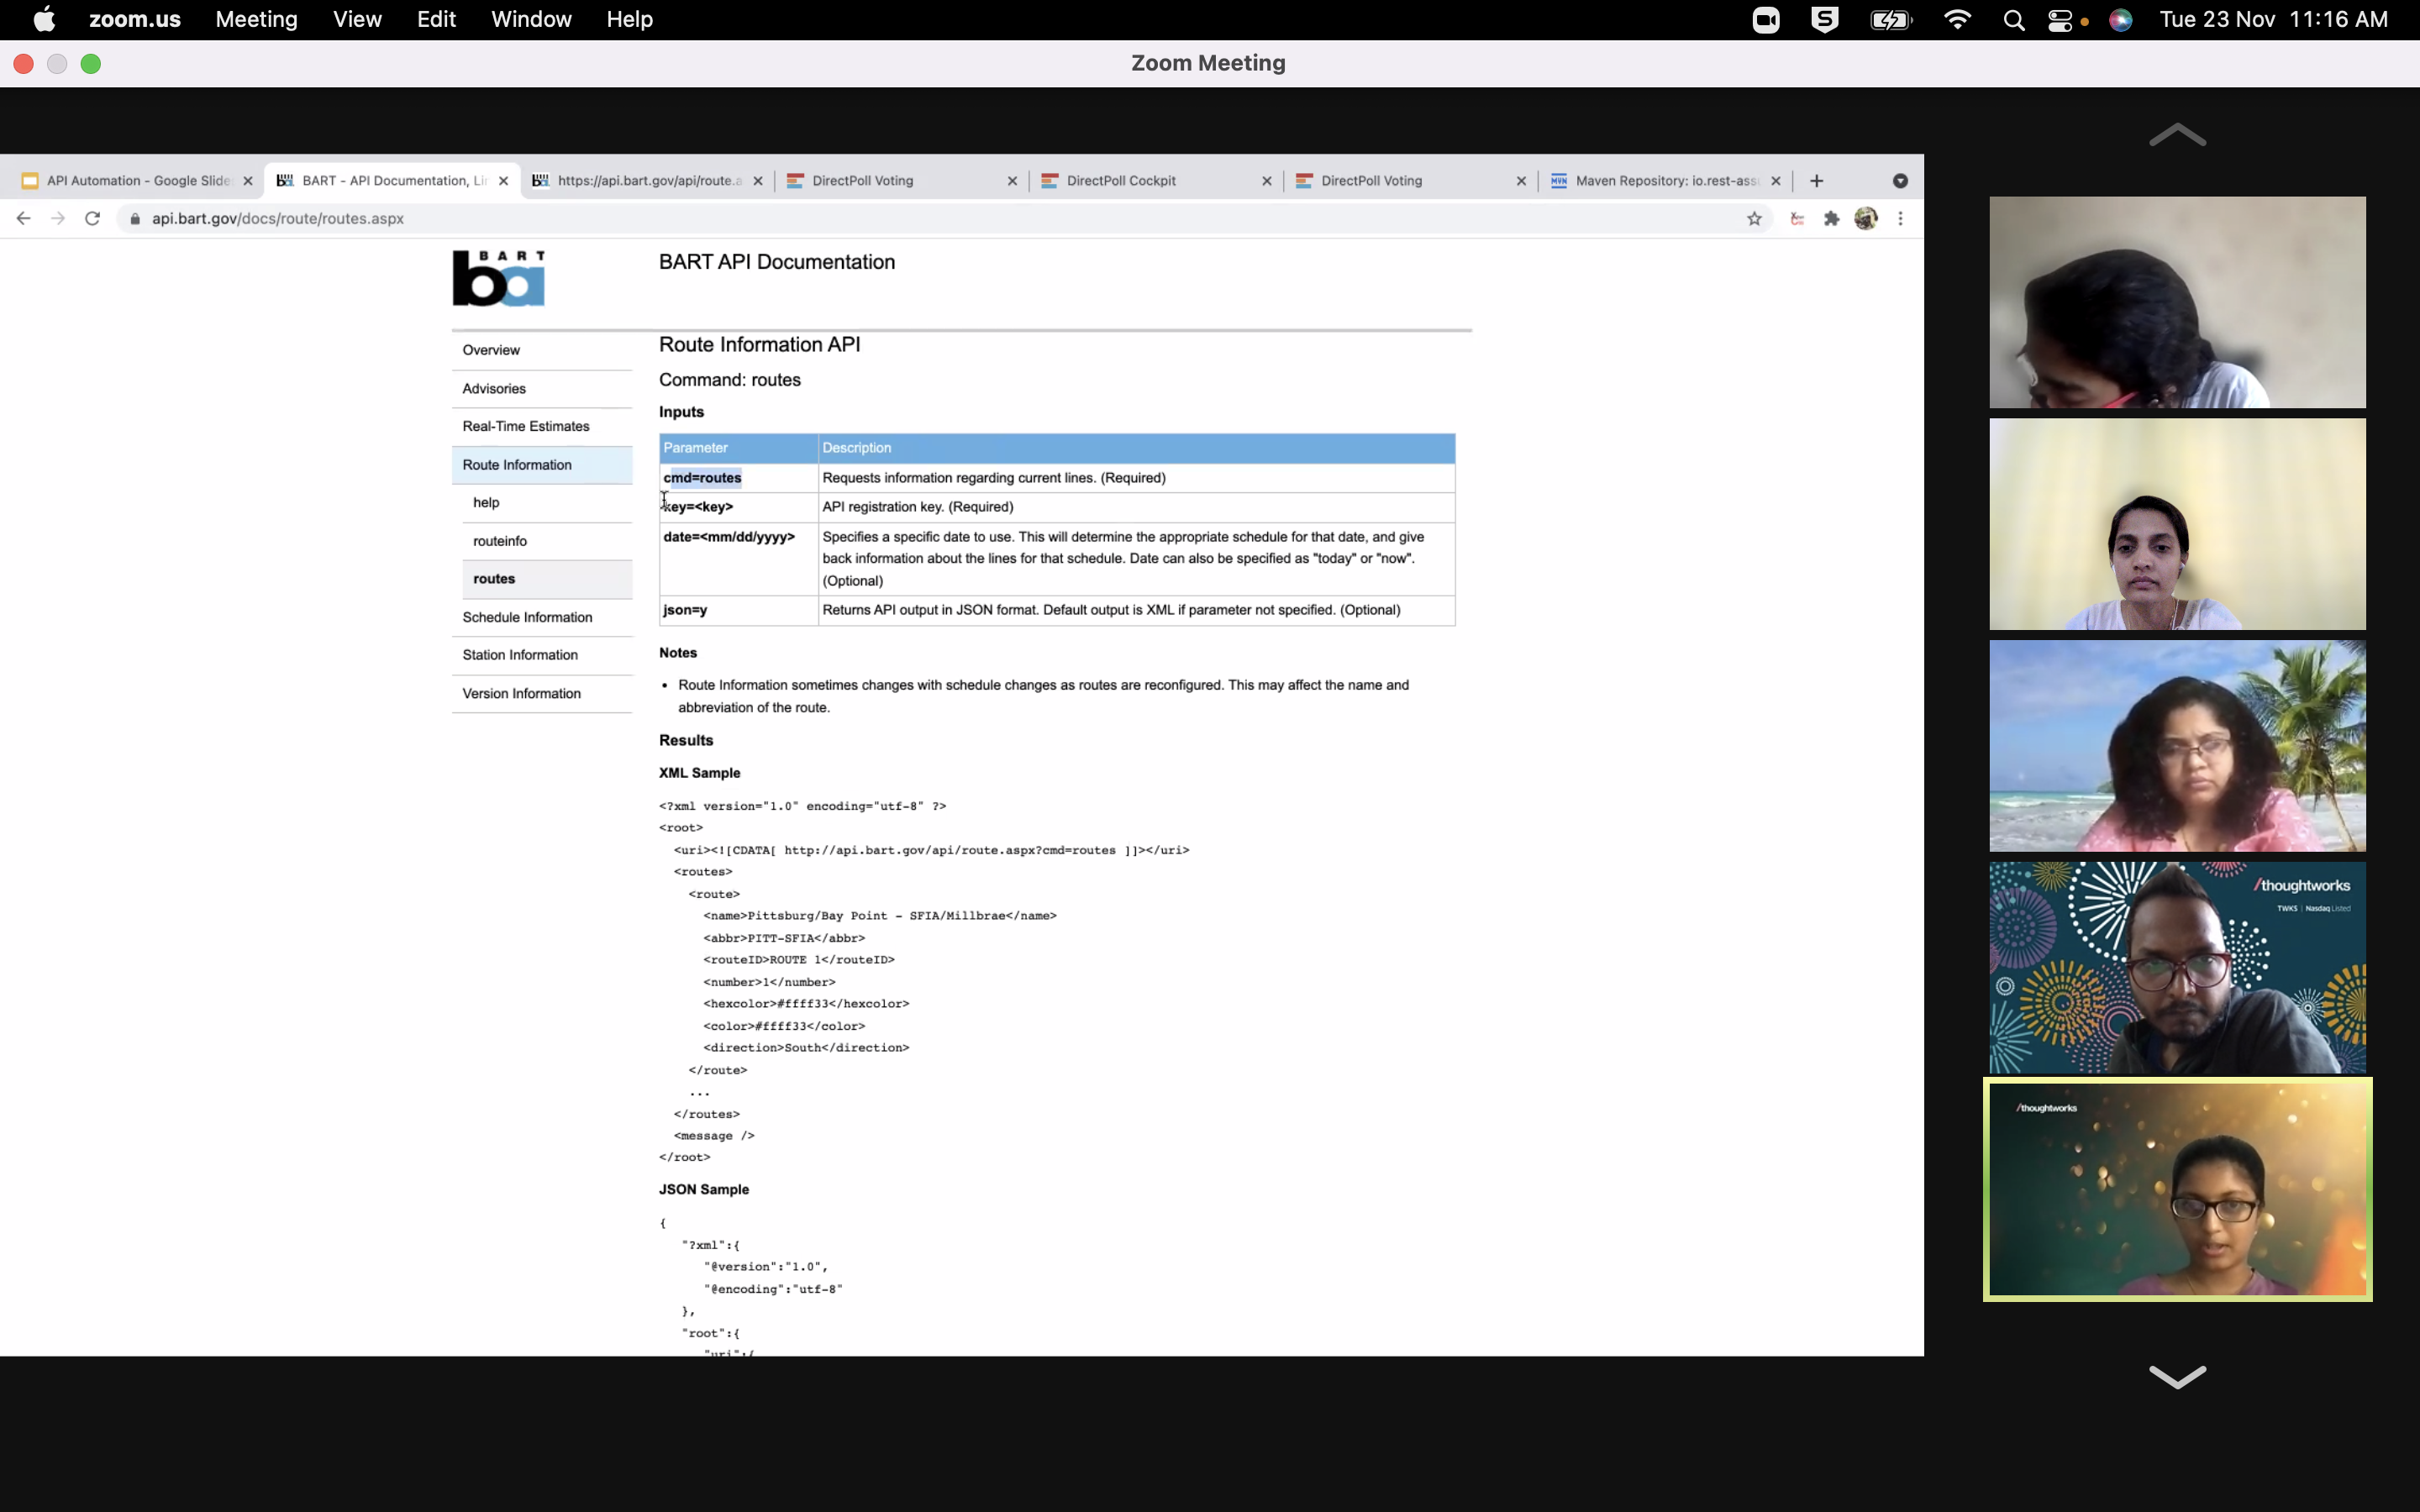 zoom.us Meeting View Edit Window Help Tue 23 Nov 11:16 AM
Zoom Meeting
API Automation - Google Slide BART - API Documentation, Li https://api.bart.gov/api/route.a DirectPoll Voting DirectPoll Cockpit DirectPoll Voting Maven Repository: io.rest-ass
api.bart.gov/docs/route/routes.aspx
BART
ba
BART API Documentation
Overview
Advisories
Real-Time Estimates
Route Information
help
routeinfo
routes
Schedule Information
Station Information
Version Information
Route Information API
Command: routes
Inputs
Parameter Description
cmd=routes Requests information regarding current lines. (Required)
key=<key> API registration key. (Required)
date=<mm/dd/yyyy> Specifies a specific date to use. This will determine the appropriate schedule for that date, and give
back information about the lines for that schedule. Date can also be specified as "today" or "now".
(Optional)
json=y Returns API output in JSON format. Default output is XML if parameter not specified. (Optional)
Notes
• Route Information sometimes changes with schedule changes as routes are reconfigured. This may affect the name and
abbreviation of the route.
Results
XML Sample
<?xml version="1.0" encoding="utf-8" ?>
<root>
<uri><![CDATA[ http://api.bart.gov/api/route.aspx?cmd=routes ]]></uri>
<routes>
<route>
<name>Pittsburg/Bay Point - SFIA/Millbrae</name>
<abbr>PITT-SFIA</abbr>
<routeID>ROUTE 1</routeID>
<number>1</number>
<hexcolor>#ffff33</hexcolor>
<color>#ffff33</color>
<direction>South</direction>
</route>
...
</routes>
<message />
</root>
JSON Sample
{
"?xml":{
"@version":"1.0",
"@encoding":"utf-8"
},
"root":{
"uri":{
/thoughtworks
TWKS | Nasdaq Listed
/thoughtworks